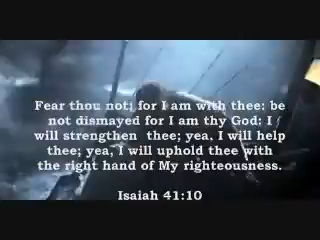 Fear thou not; for I am with thee: be
not dismayed for I am thy God: I
will strengthen thee; yea, I will help
thee; yea, I will uphold thee with
the right hand of My righteousness.
Isaiah 41:10